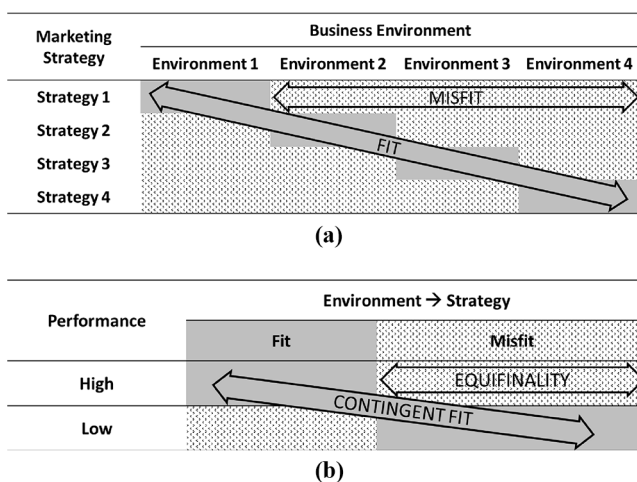 Marketing Strategy
Business Environment
Environment 1 Environment 2 Environment 3 Environment 4
Strategy 1 MISFIT
Strategy 2
FIT
Strategy 3
Strategy 4
(a)
Performance
Environment → Strategy
Fit Misfit
High EQUIFINALITY
CONTINGENT FIT
Low
(b)